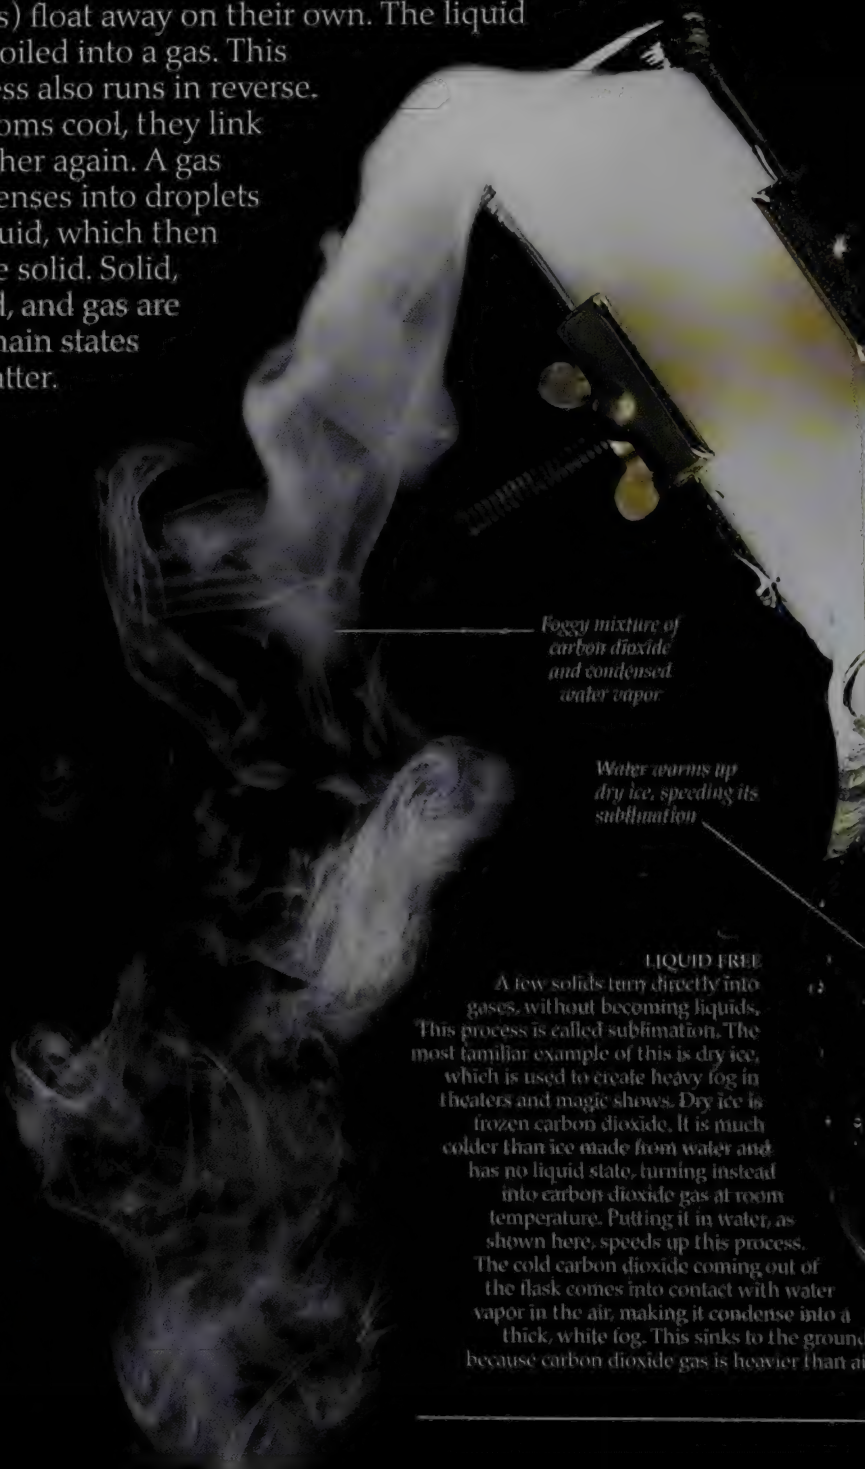 s) float away on their own. The liquid
oiled into a gas. This
ess also runs in reverse.
oms cool, they link
her again. A gas
enses into droplets
uid, which then
e solid. Solid,
d, and gas are
nain states
atter.
Foggy mixture of
carbon dioxide
and condensed
water vapor
Water warms up
dry ice, speeding its
sublimation
LIQUID FREE
A few solids turn directly into
gases, without becoming liquids.
This process is called sublimation. The
most familiar example of this is dry ice,
which is used to create heavy fog in
theaters and magic shows. Dry ice is
frozen carbon dioxide. It is much
colder than ice made from water and
has no liquid state, turning instead
into carbon dioxide gas at room
temperature. Putting it in water, as
shown here, speeds up this process.
The cold carbon dioxide coming out of
the flask comes into contact with water
vapor in the air, making it condense into a
thick, white fog. This sinks to the ground
because carbon dioxide gas is heavier than ai